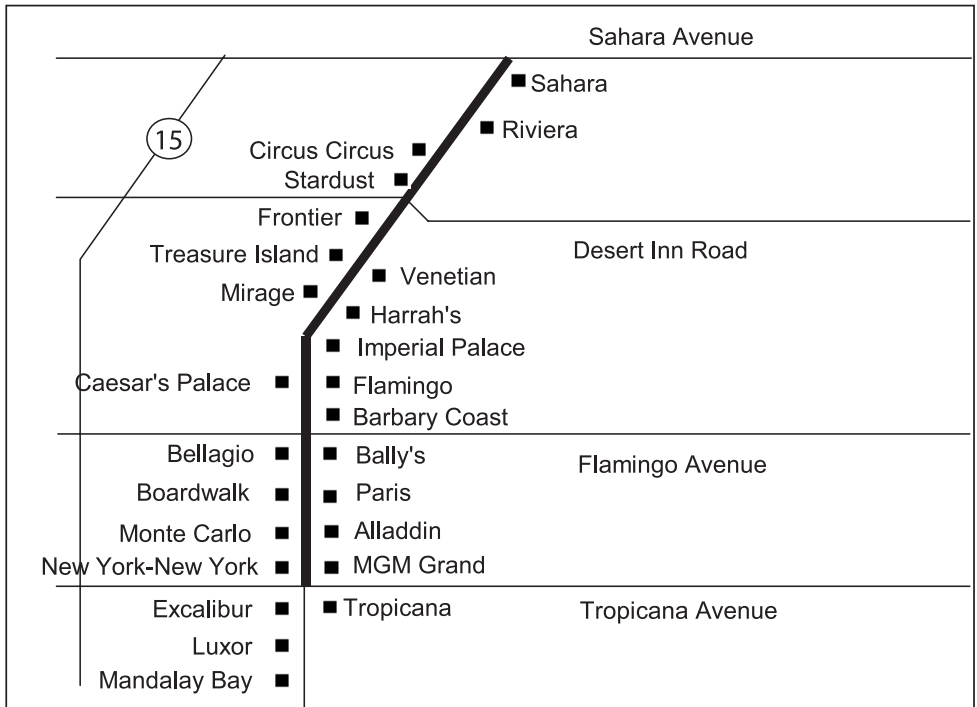 Sahara Avenue
Sahara
15
Riviera
Circus Circus
Stardust
Frontier
Treasure Island
Desert Inn Road
Venetian
Mirage
Harrah's
Imperial Palace
Caesar's Palace
Flamingo
Barbary Coast
Bellagio
Bally's
Flamingo Avenue
Boardwalk
Paris
Monte Carlo
Alladdin
New York-New York
MGM Grand
Excalibur
Tropicana
Tropicana Avenue
Luxor
Mandalay Bay